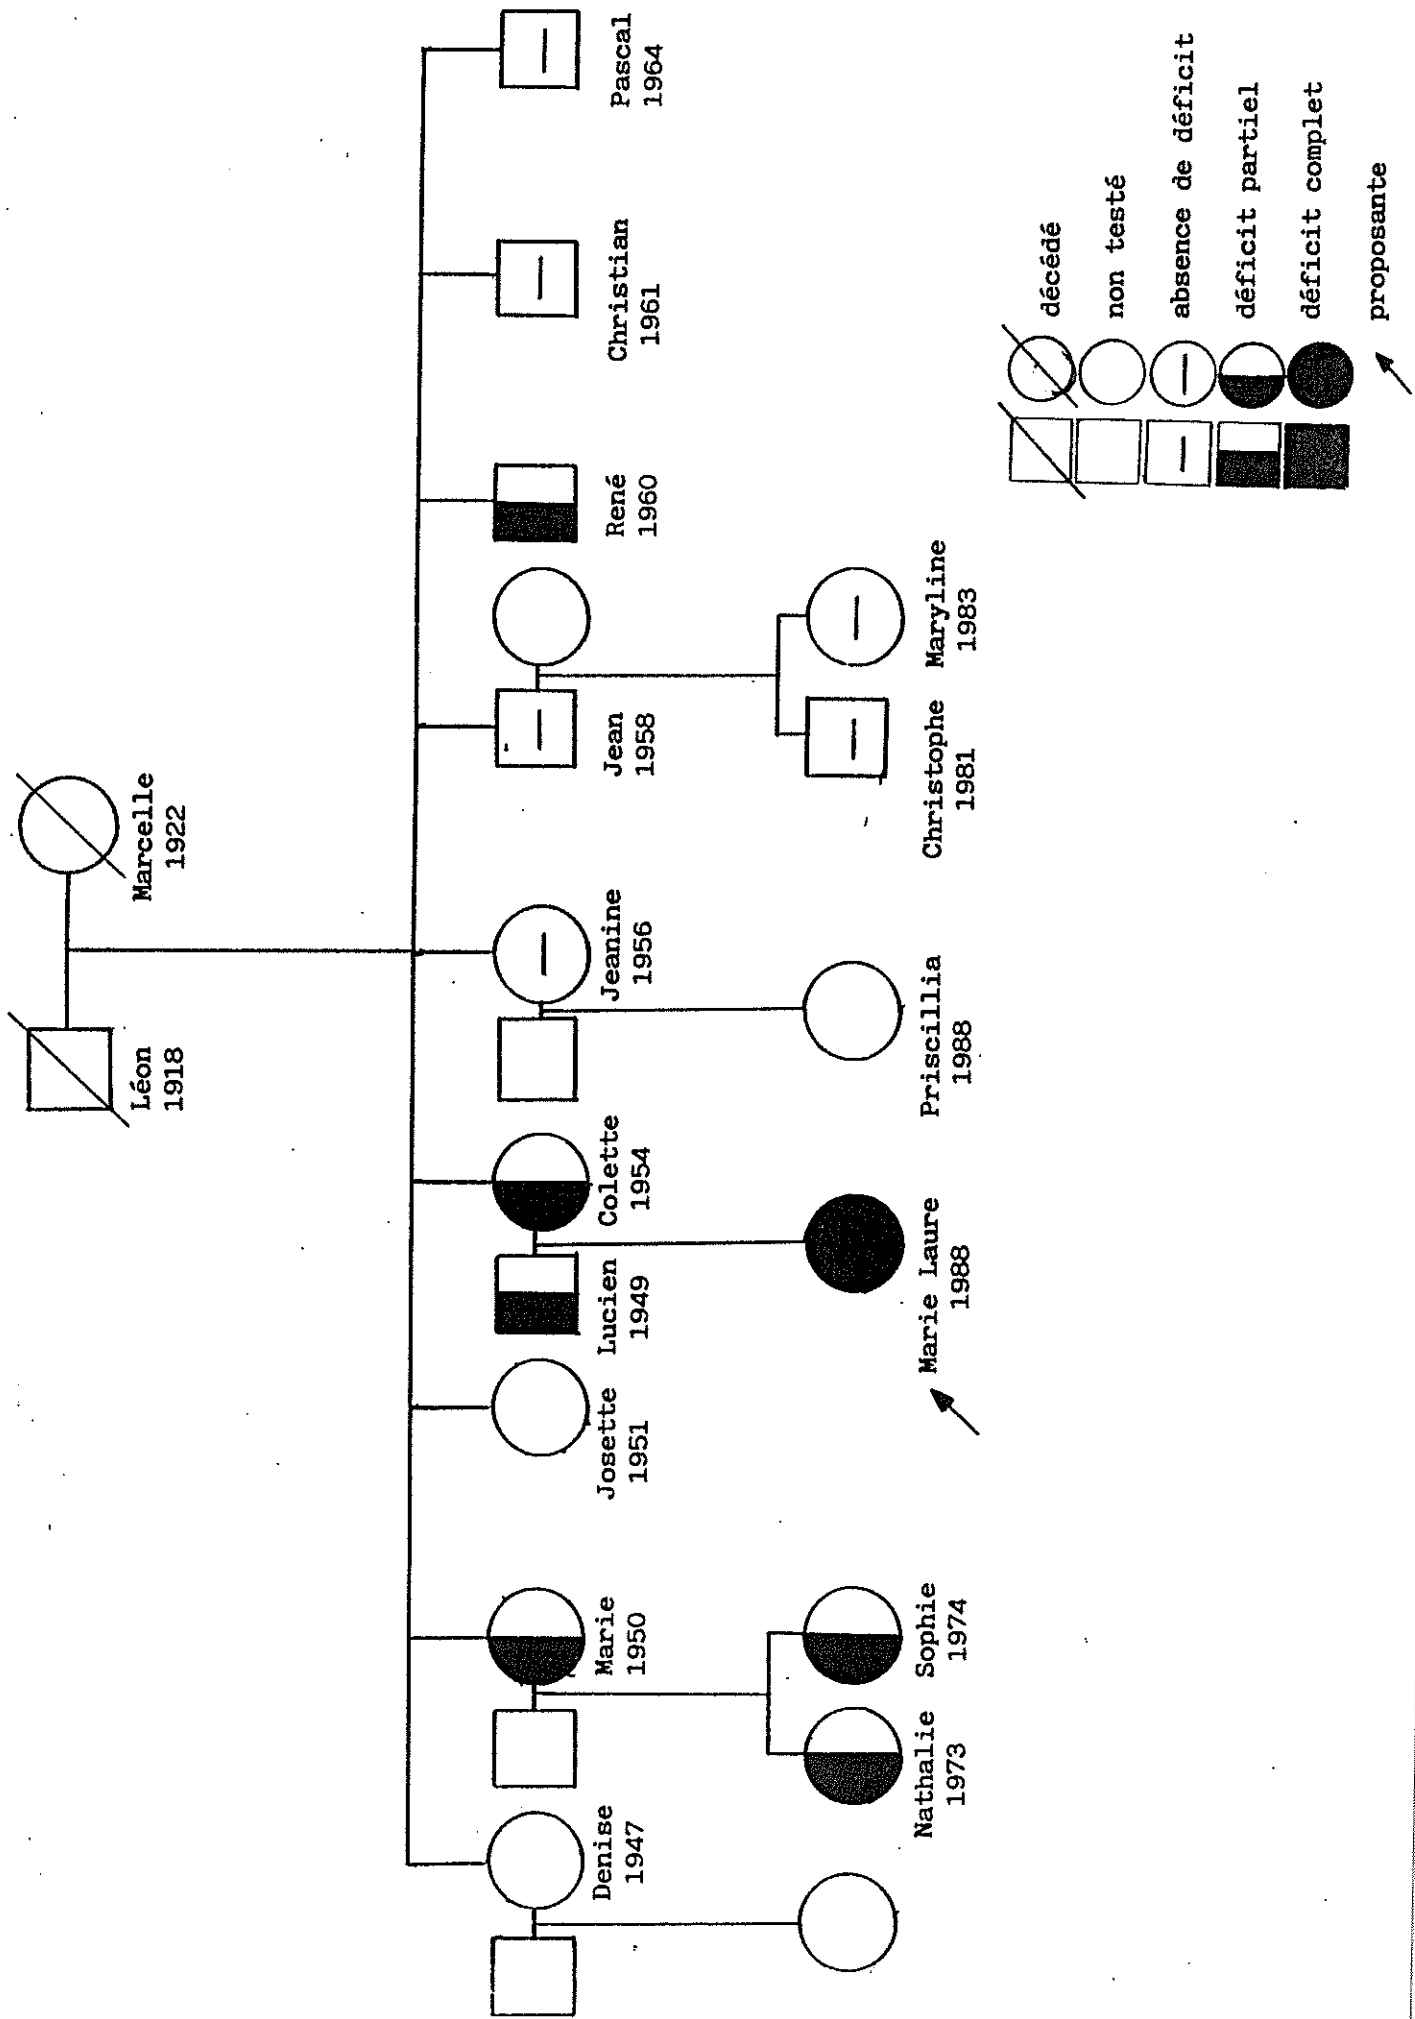 Léon
1918
Marcelle
1922
Denise
1947
Marie
1950
Josette
1951
Lucien
1949
Colette
1954
Jeanine
1956
Jean
1958
René
1960
Christian
1961
Pascal
1964
Nathalie
1973
Sophie
1974
Marie Laure
1988
Priscillia
1988
Christophe
1981
Maryline
1983
décédé
non testé
absence de déficit
déficit partiel
déficit complet
proposante